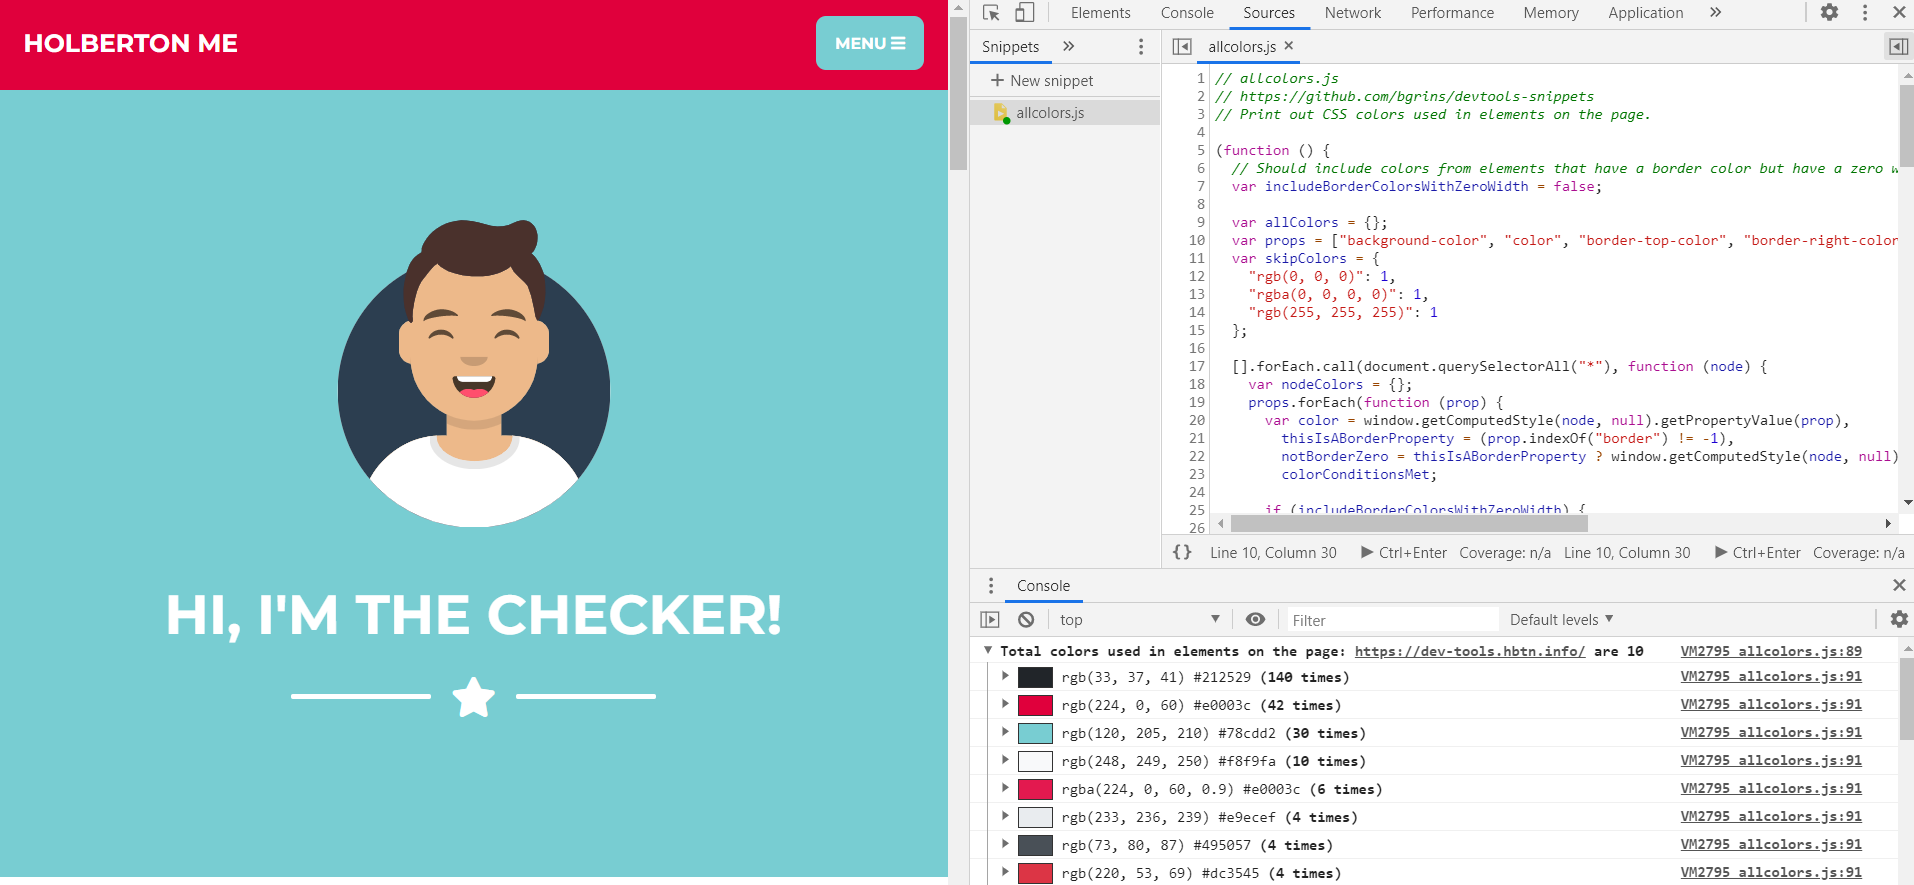 HOLBERTON ME
MENU
HI, I'M THE CHECKER!
Elements Console Sources Network Performance Memory Application »
Snippets »
allcolors.js ×
+ New snippet
allcolors.js
1 // allcolors.js
2 // https://github.com/bgrins/devtools-snippets
3 // Print out CSS colors used in elements on the page.
4
5 (function () {
6 // Should include colors from elements that have a border color but have a zero w
7 var includeBorderColorsWithZeroWidth = false;
8
9 var allColors = {};
10 var props = ["background-color", "color", "border-top-color", "border-right-color
11 var skipColors = {
12 "rgb(0, 0, 0)": 1,
13 "rgba(0, 0, 0, 0)": 1,
14 "rgb(255, 255, 255)": 1
15 };
16
17 [].forEach.call(document.querySelectorAll("*"), function (node) {
18 var nodeColors = {};
19 props.forEach(function (prop) {
20 var color = window.getComputedStyle(node, null).getPropertyValue(prop),
21 thisIsABorderProperty = (prop.indexOf("border") != -1),
22 notBorderZero = thisIsABorderProperty ? window.getComputedStyle(node, null)
23 colorConditionsMet;
24
25 if (includeBorderColorsWithZeroWidth) {
26
{} Line 10, Column 30 ▶ Ctrl+Enter Coverage: n/a Line 10, Column 30 ▶ Ctrl+Enter Coverage: n/a
Console
top Filter Default levels
Total colors used in elements on the page: https://dev-tools.hbtn.info/ are 10 VM2795 allcolors.js:89
rgb(33, 37, 41) #212529 (140 times) VM2795 allcolors.js:91
rgb(224, 0, 60) #e0003c (42 times) VM2795 allcolors.js:91
rgb(120, 205, 210) #78cdd2 (30 times) VM2795 allcolors.js:91
rgb(248, 249, 250) #f8f9fa (10 times) VM2795 allcolors.js:91
rgba(224, 0, 60, 0.9) #e0003c (6 times) VM2795 allcolors.js:91
rgb(233, 236, 239) #e9ecef (4 times) VM2795 allcolors.js:91
rgb(73, 80, 87) #495057 (4 times) VM2795 allcolors.js:91
rgb(220, 53, 69) #dc3545 (4 times) VM2795 allcolors.js:91